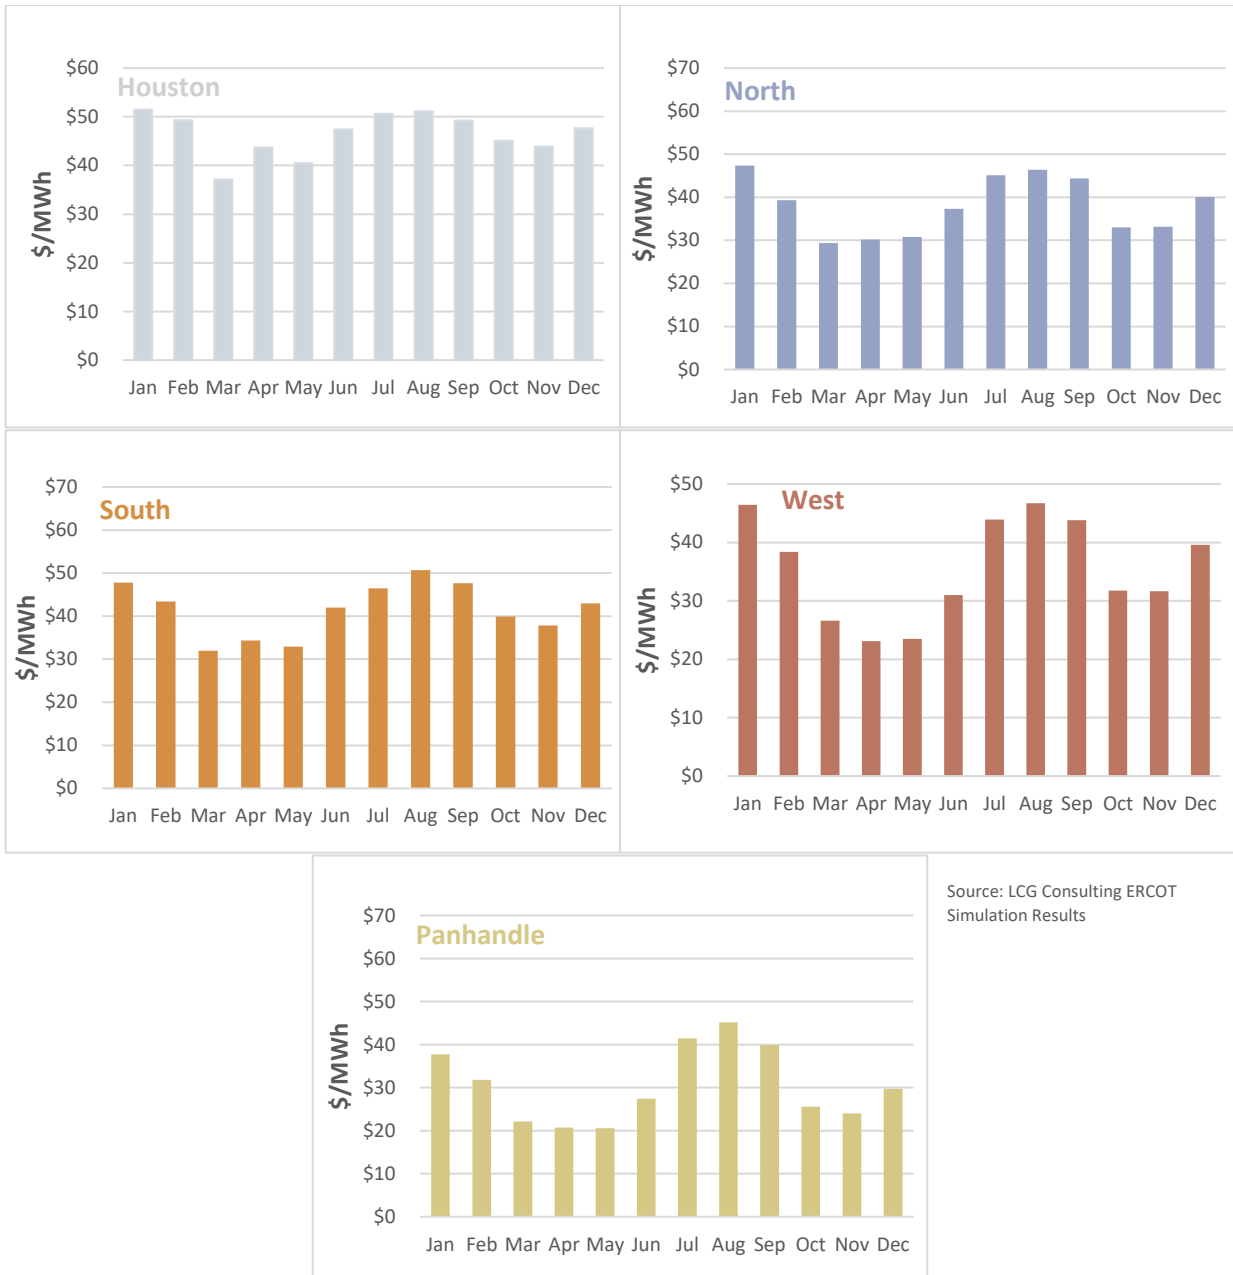 Houston
$/MWh
$60
$50
$40
$30
$20
$10
$0
Jan Feb Mar Apr May Jun Jul Aug Sep Oct Nov Dec
North
$/MWh
$70
$60
$50
$40
$30
$20
$10
$0
Jan Feb Mar Apr May Jun Jul Aug Sep Oct Nov Dec
South
$/MWh
$70
$60
$50
$40
$30
$20
$10
$0
Jan Feb Mar Apr May Jun Jul Aug Sep Oct Nov Dec
West
$/MWh
$50
$40
$30
$20
$10
$0
Jan Feb Mar Apr May Jun Jul Aug Sep Oct Nov Dec
Panhandle
$/MWh
$70
$60
$50
$40
$30
$20
$10
$0
Jan Feb Mar Apr May Jun Jul Aug Sep Oct Nov Dec
Source: LCG Consulting ERCOT
Simulation Results